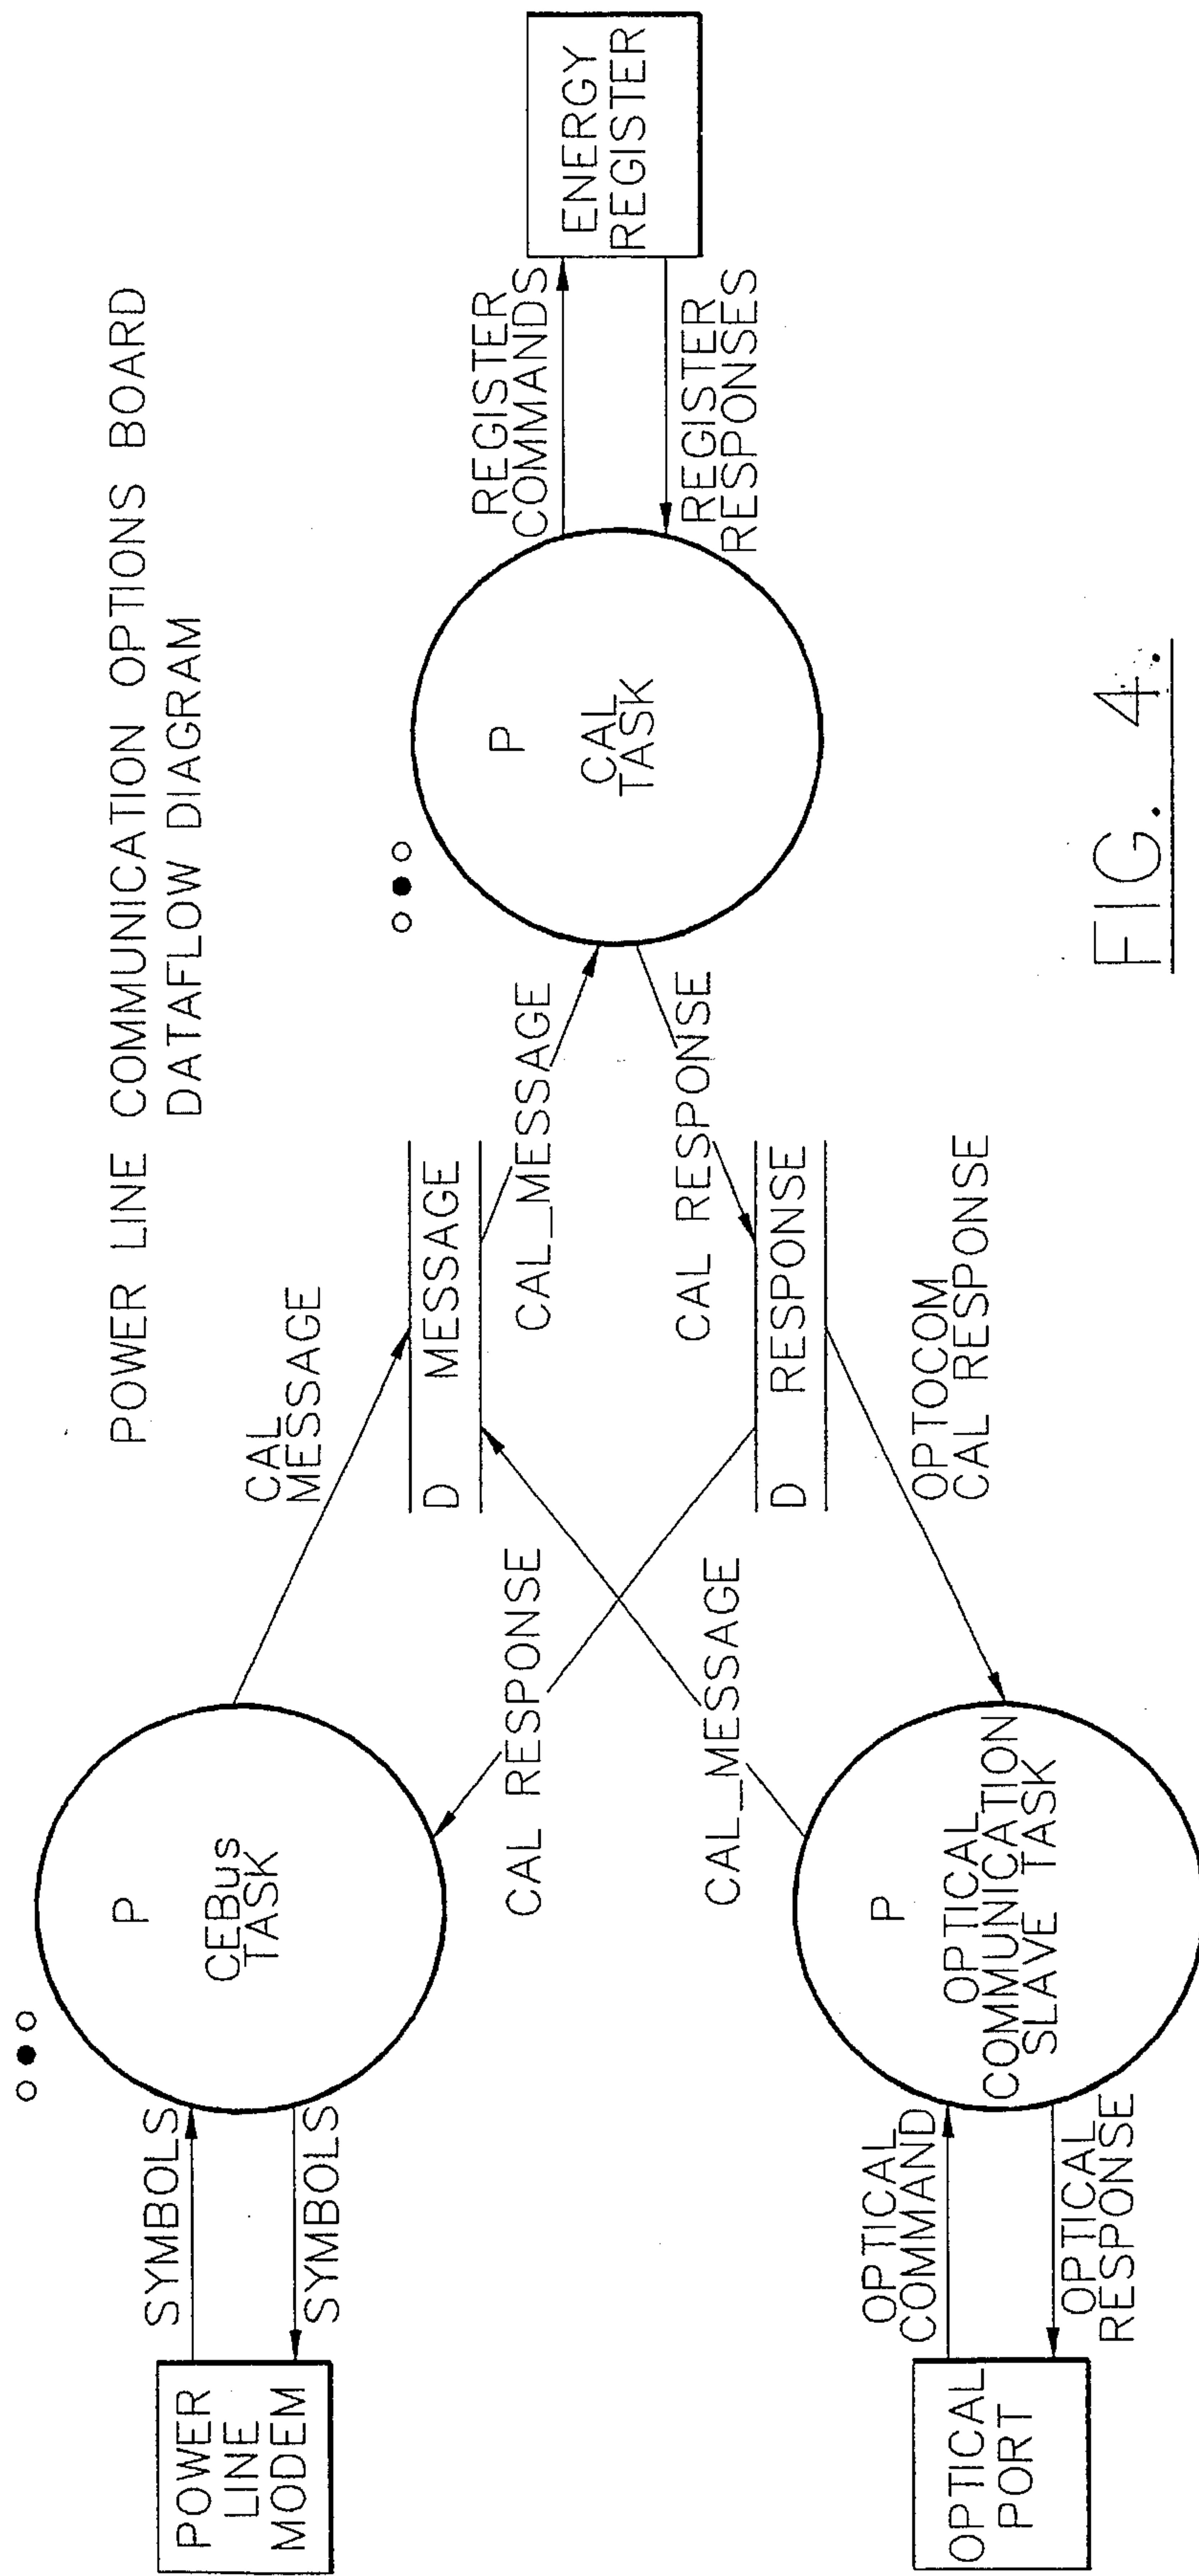 POWER LINE COMMUNICATION OPTIONS BOARD
DATAFLOW DIAGRAM
POWER
LINE
MODEM
SYMBOLS
SYMBOLS
P
CEBus
TASK
CAL
MESSAGE
CAL RESPONSE
D MESSAGE
CAL_MESSAGE
P
CAL
TASK
REGISTER
COMMANDS
REGISTER
RESPONSES
ENERGY
REGISTER
CAL RESPONSE
D RESPONSE
CAL_MESSAGE
OPTOCOM
CAL RESPONSE
OPTICAL
PORT
OPTICAL
COMMAND
OPTICAL
RESPONSE
P
OPTICAL
COMMUNICATION
SLAVE TASK
FIG. 4.